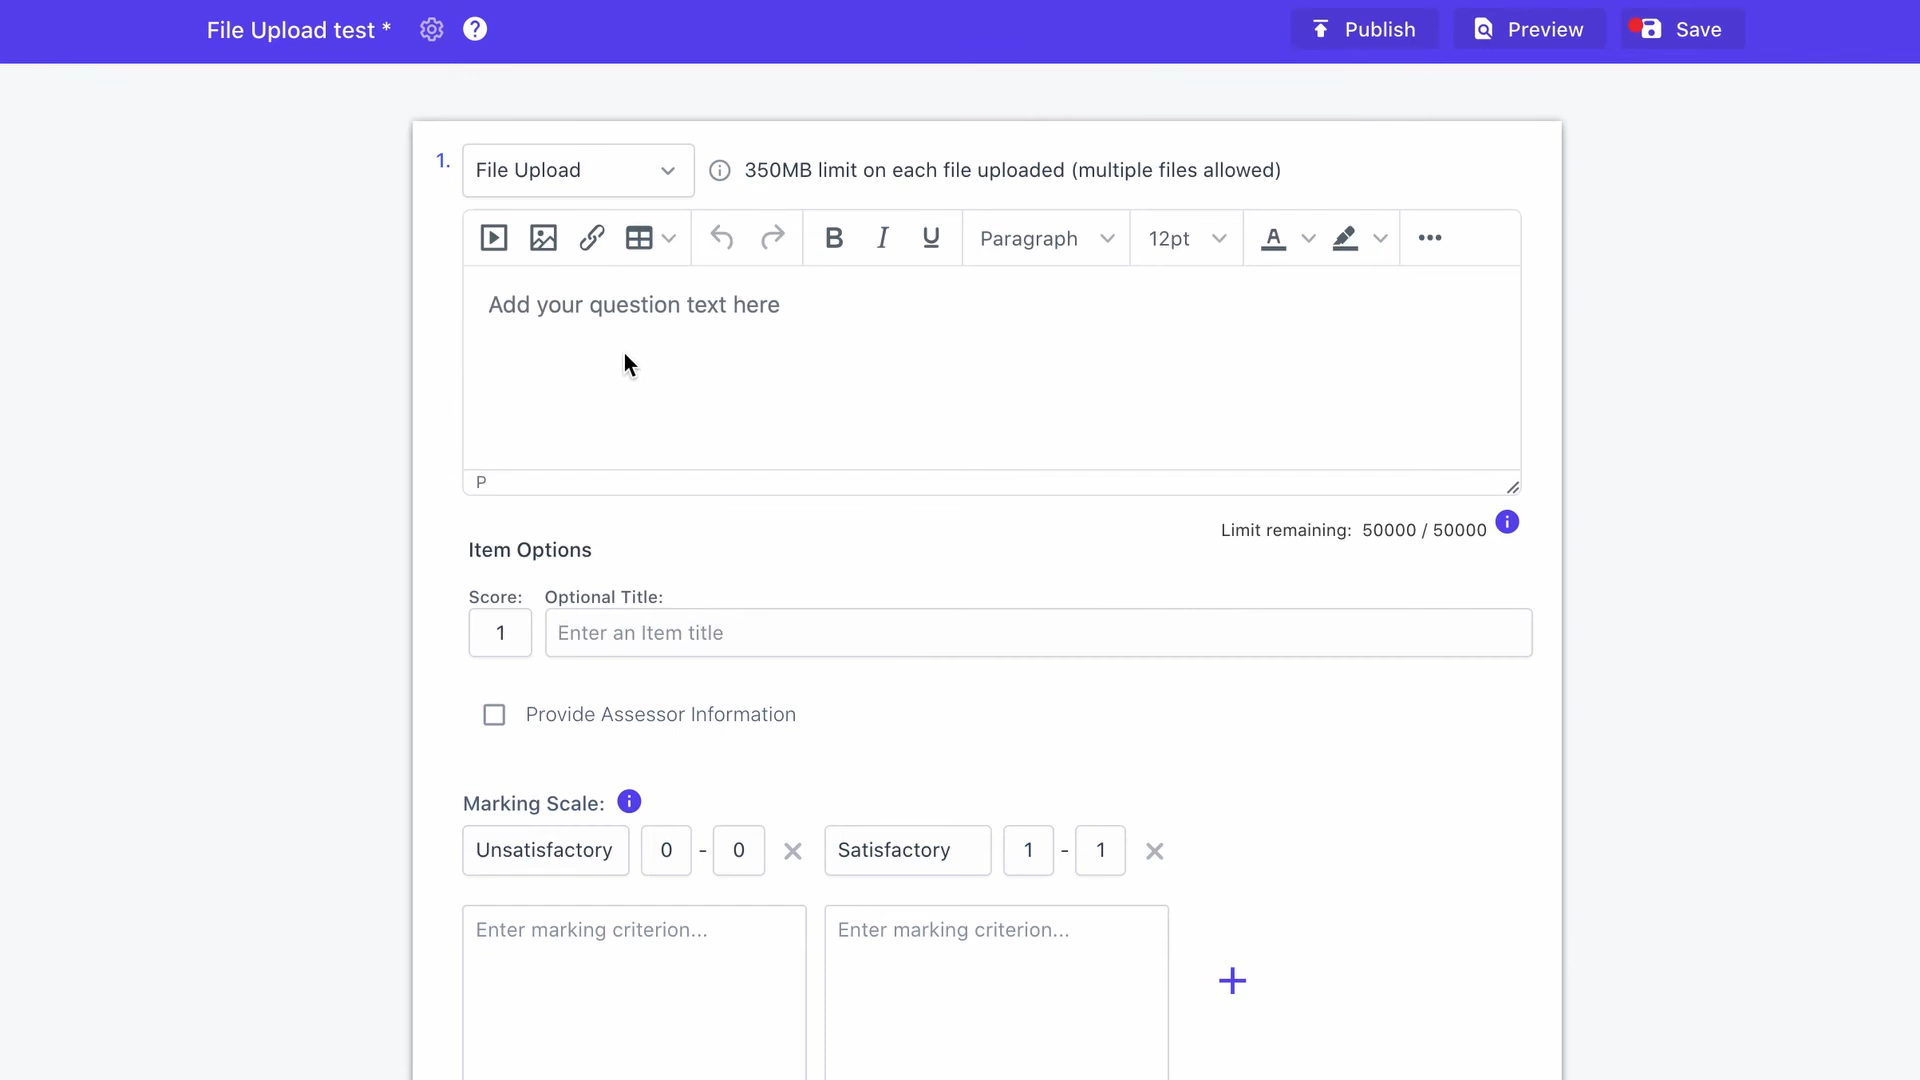 File Upload test * ? Publish Preview Save
1. File Upload 350MB limit on each file uploaded (multiple files allowed)
B I U Paragraph 12pt A
Add your question text here
P
Limit remaining: 50000 / 50000
Item Options
Score: Optional Title:
1 Enter an Item title
Provide Assessor Information
Marking Scale:
Unsatisfactory 0 - 0 Satisfactory 1 - 1
Enter marking criterion... Enter marking criterion...